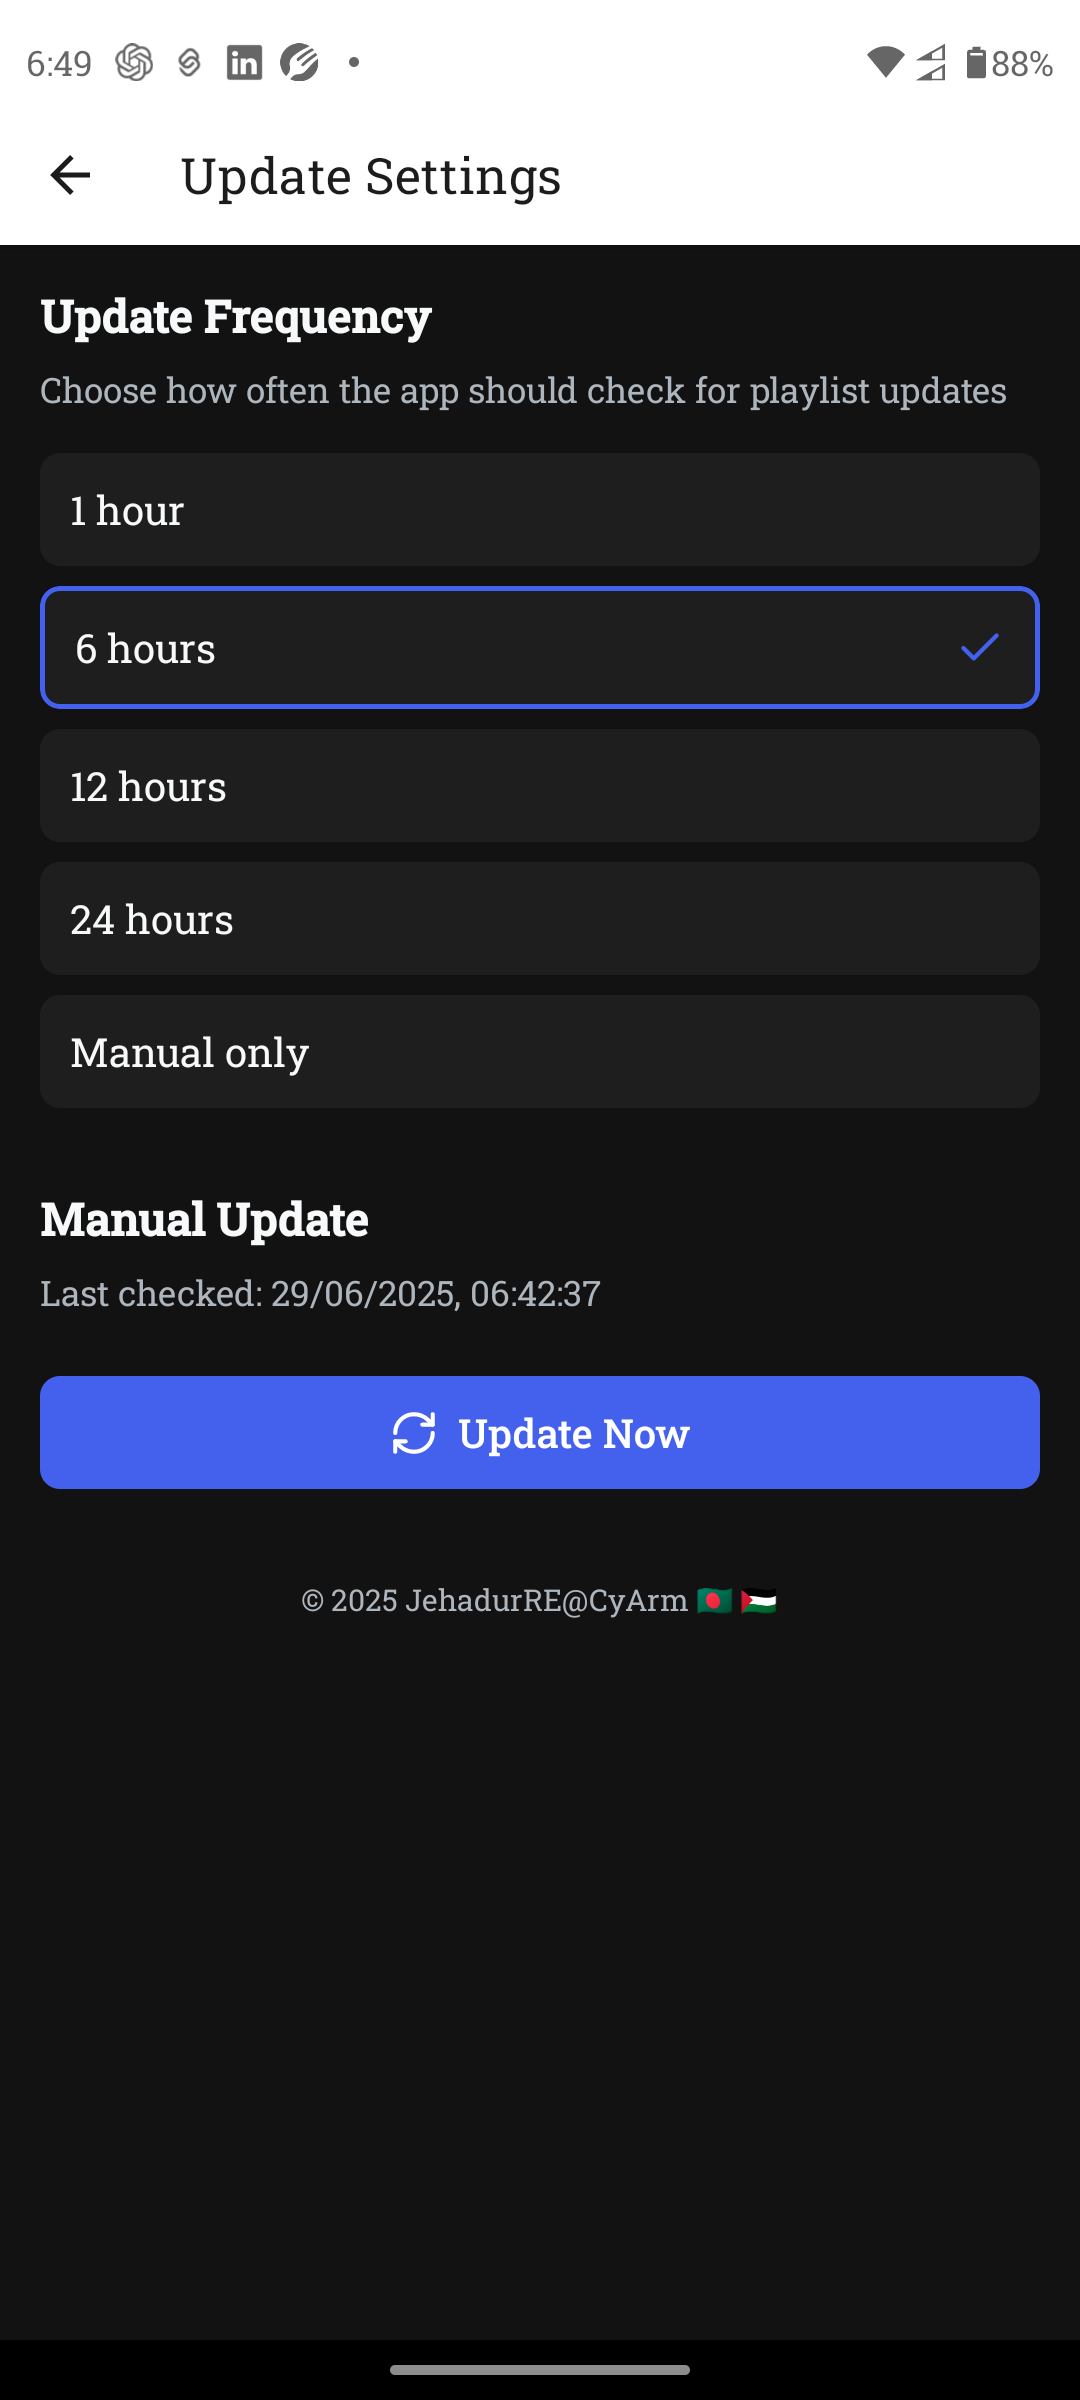 6:49
88%
Update Settings
Update Frequency
Choose how often the app should check for playlist updates
1 hour
6 hours
12 hours
24 hours
Manual only
Manual Update
Last checked: 29/06/2025, 06:42:37
Update Now
© 2025 JehadurRE@CyArm 🇧🇩 🇵🇸